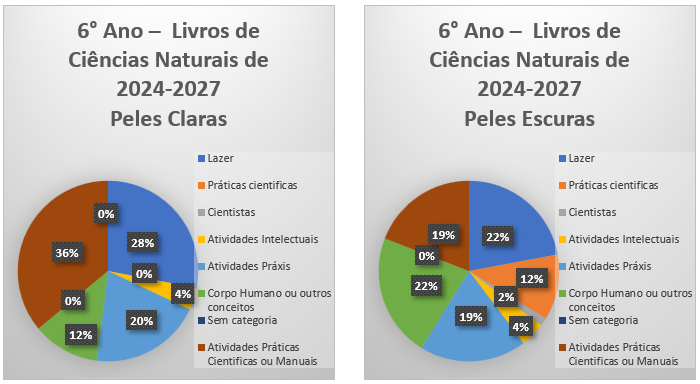 6° Ano – Livros de
Ciências Naturais de
2024-2027
Peles Claras
Lazer
Práticas cientificas
Cientistas
Atividades Intelectuais
Atividades Práxis
Corpo Humano ou outros
conceitos
Sem categoria
Atividades Práticas
Cientificas ou Manuais
0%
28%
36%
0%
4%
0%
20%
12%
6° Ano – Livros de
Ciências Naturais de
2024-2027
Peles Escuras
Lazer
Práticas cientificas
Cientistas
Atividades Intelectuais
Atividades Práxis
Corpo Humano ou outros
conceitos
Sem categoria
Atividades Práticas
Cientificas ou Manuais
19%
22%
0%
12%
22%
2%
19%
4%